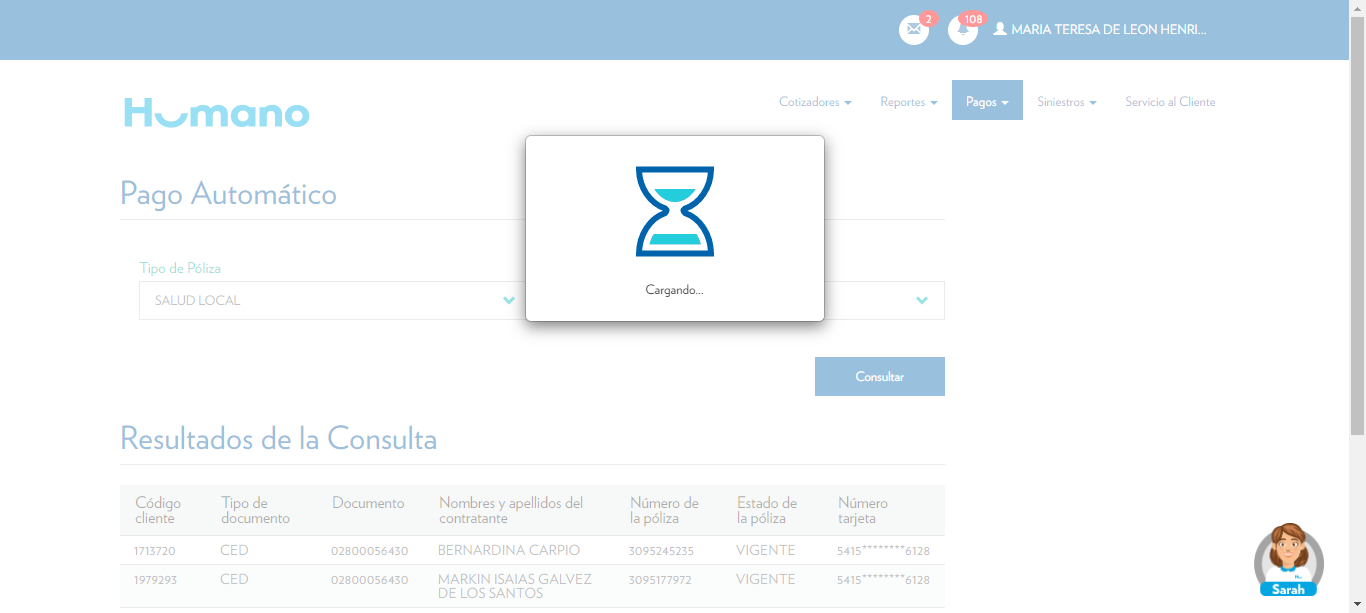 2
108
MARIA TERESA DE LEON HENRI...
Humano
Cotizadores
Reportes
Pagos
Siniestros
Servicio al Cliente
Cargando...
Pago Automático
Tipo de Póliza
SALUD LOCAL
Consultar
Resultados de la Consulta
Código cliente
Tipo de documento
Documento
Nombres y apellidos del contratante
Número de la póliza
Estado de la póliza
Número tarjeta
1713720 CED 02800056430 BERNARDINA CARPIO 3095245235 VIGENTE 5415********6128
1979293 CED 02800056430 MARKIN ISAIAS GALVEZ DE LOS SANTOS 3095177972 VIGENTE 5415********6128
Sarah